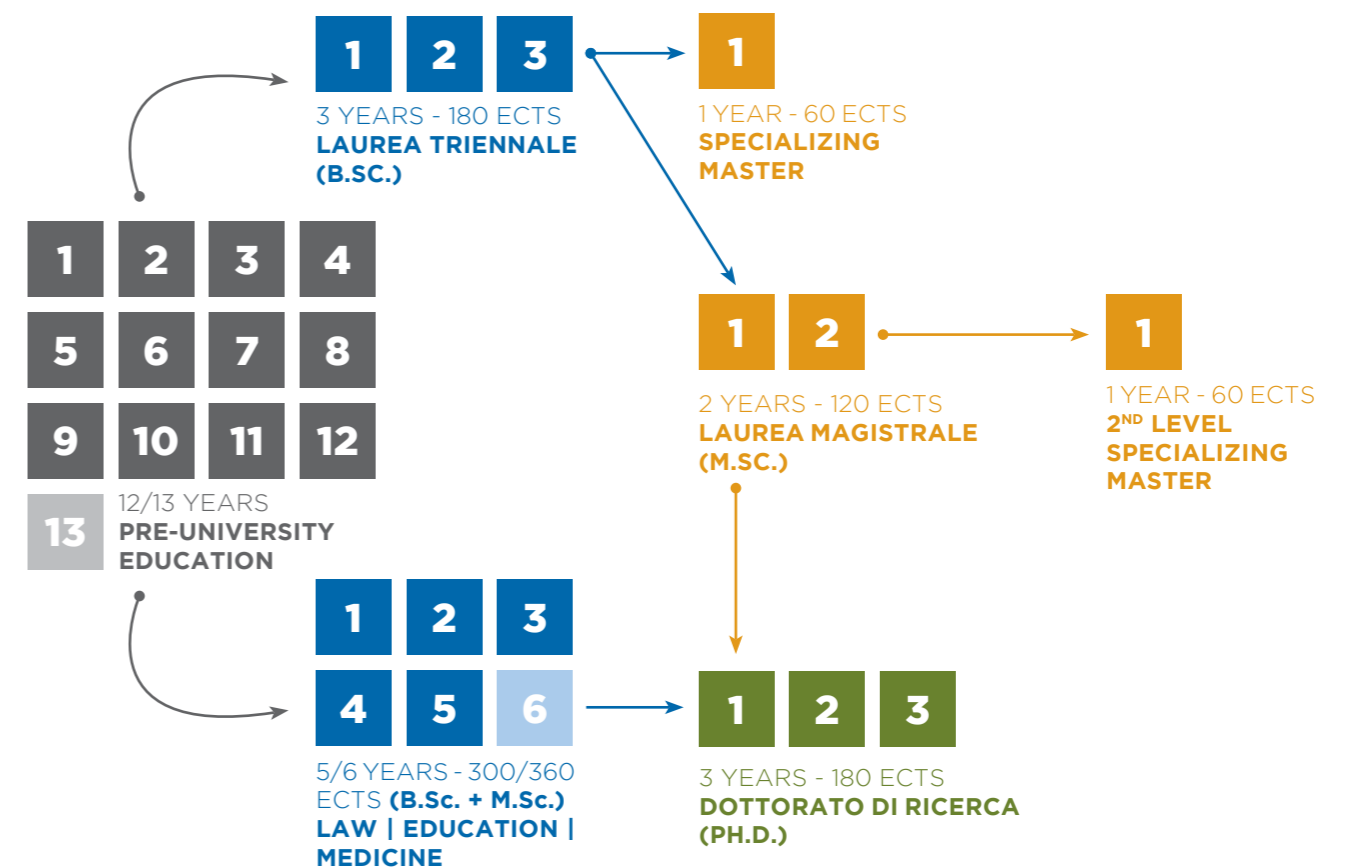 1 2 3
3 YEARS - 180 ECTS
LAUREA TRIENNALE
(B.SC.)
1
1 YEAR - 60 ECTS
SPECIALIZING
MASTER
1 2 3 4
5 6 7 8
9 10 11 12
13
12/13 YEARS
PRE-UNIVERSITY
EDUCATION
1 2
2 YEARS - 120 ECTS
LAUREA MAGISTRALE
(M.SC.)
1
1 YEAR - 60 ECTS
2ND LEVEL
SPECIALIZING
MASTER
1 2 3
4 5 6
5/6 YEARS - 300/360
ECTS (B.Sc. + M.Sc.)
LAW | EDUCATION |
MEDICINE
1 2 3
3 YEARS - 180 ECTS
DOTTORATO DI RICERCA
(PH.D.)